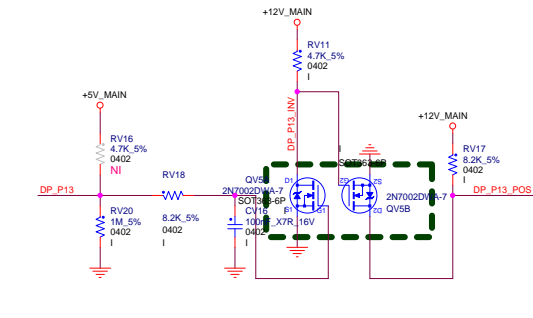 +12V_MAIN
RV11
4.7K_5%
0402
I
+5V_MAIN
DP_P13_INV
+12V_MAIN
RV16
4.7K_5%
0402
NI
I
SOT363-6P
RV17
8.2K_5%
0402
I
RV18
DP_P13
8.2K_5%
0402
I
RV20
1M_5%
0402
I
2N7002DWA-7
SOT363-6P
CV16
100nF_X7R_16V
0402
I
D1
S1
G1
G2
S2
D2
2N7002DWA-7
QV5B
DP_P13_POS